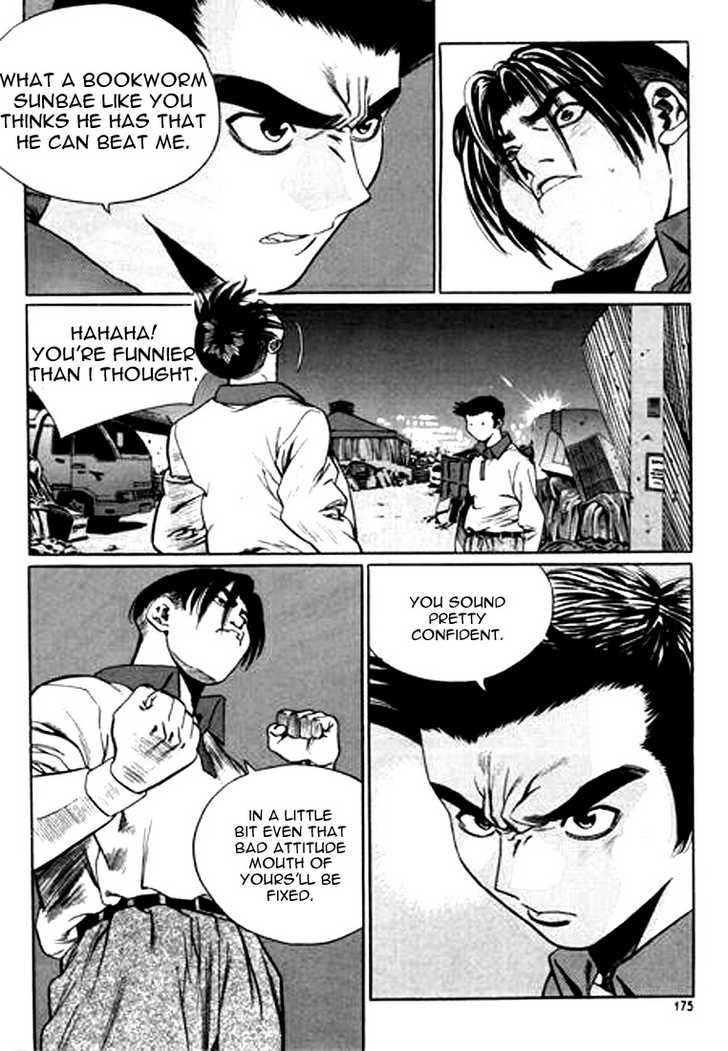 WHAT A BOOKWORM
SUNBAE LIKE YOU
THINKS HE HAS THAT
HE CAN BEAT ME.
HAHAHA!
YOU'RE FUNNIER
THAN I THOUGHT.
YOU SOUND
PRETTY
CONFIDENT.
IN A LITTLE
BIT EVEN THAT
BAD ATTITUDE
MOUTH OF
YOURS'LL BE
FIXED.
175